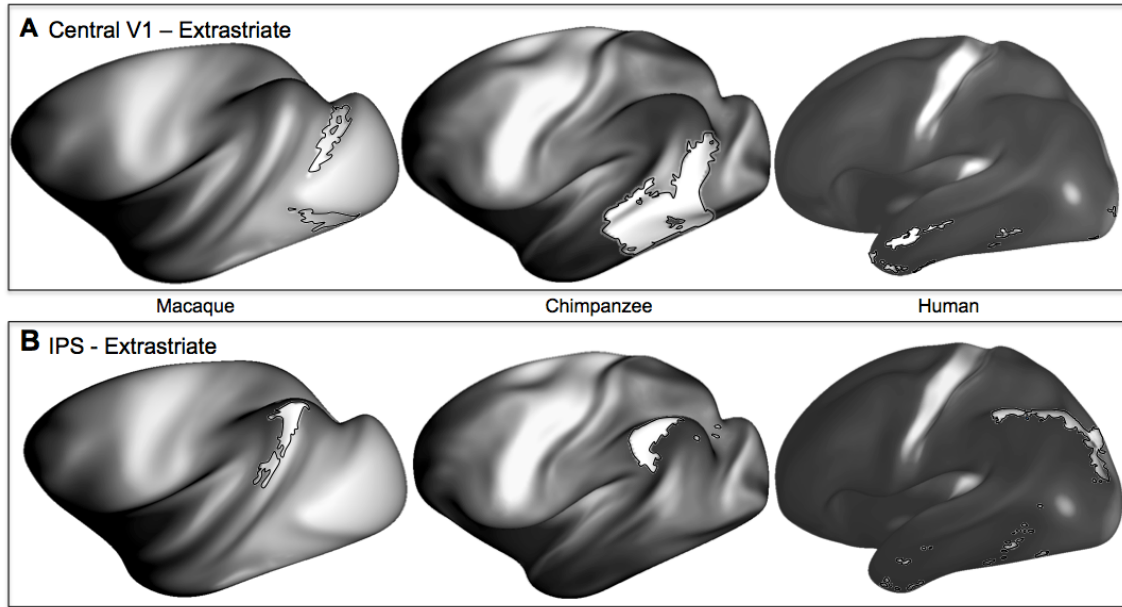 A Central V1 – Extrastriate
Macaque Chimpanzee Human
B IPS - Extrastriate